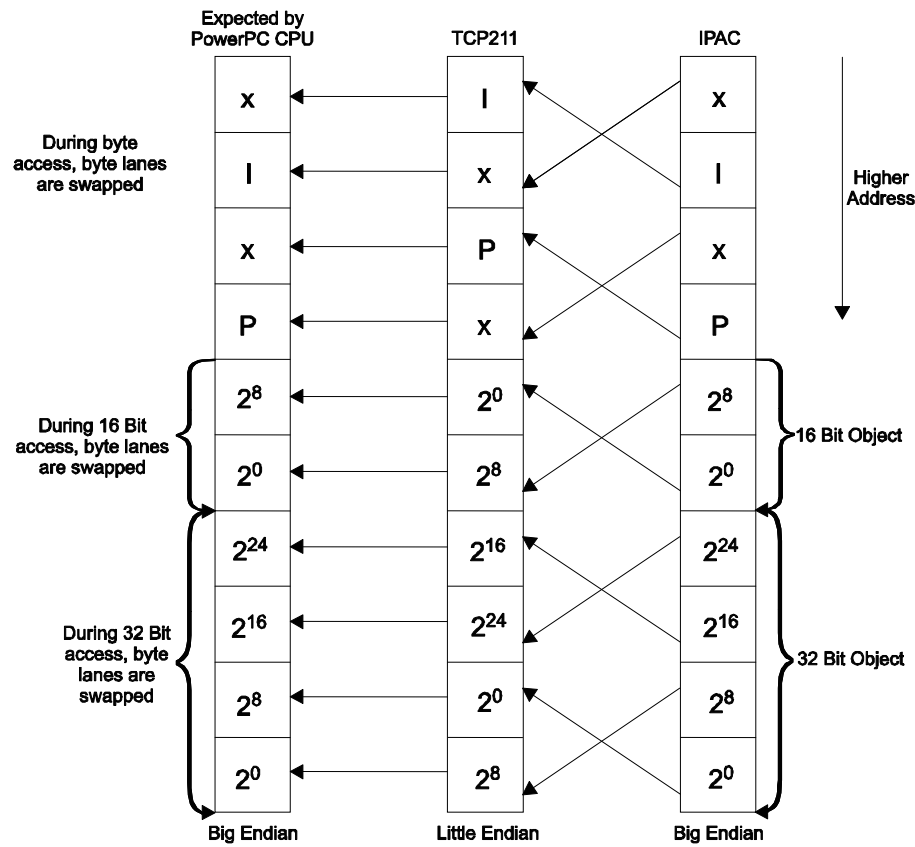 Expected by
PowerPC CPU
TCP211
IPAC
x
I
x
During byte
access, byte lanes
are swapped
I
x
I
Higher
Address
x
P
x
P
x
P
During 16 Bit
access, byte lanes
are swapped
2⁸
2⁰
2⁸
16 Bit Object
2⁰
2⁸
2⁰
2²⁴
2¹⁶
2²⁴
During 32 Bit
access, byte
lanes are
swapped
2¹⁶
2²⁴
2¹⁶
32 Bit Object
2⁸
2⁰
2⁸
2⁰
2⁸
2⁰
Big Endian
Little Endian
Big Endian